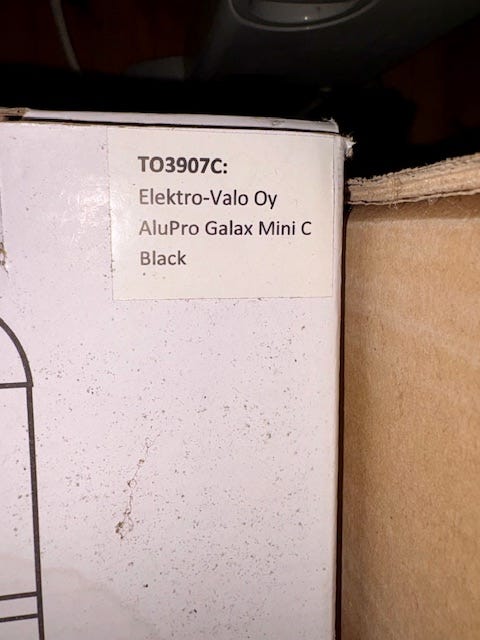 TO3907C:
Elektro-Valo Oy
AluPro Galax Mini C
Black